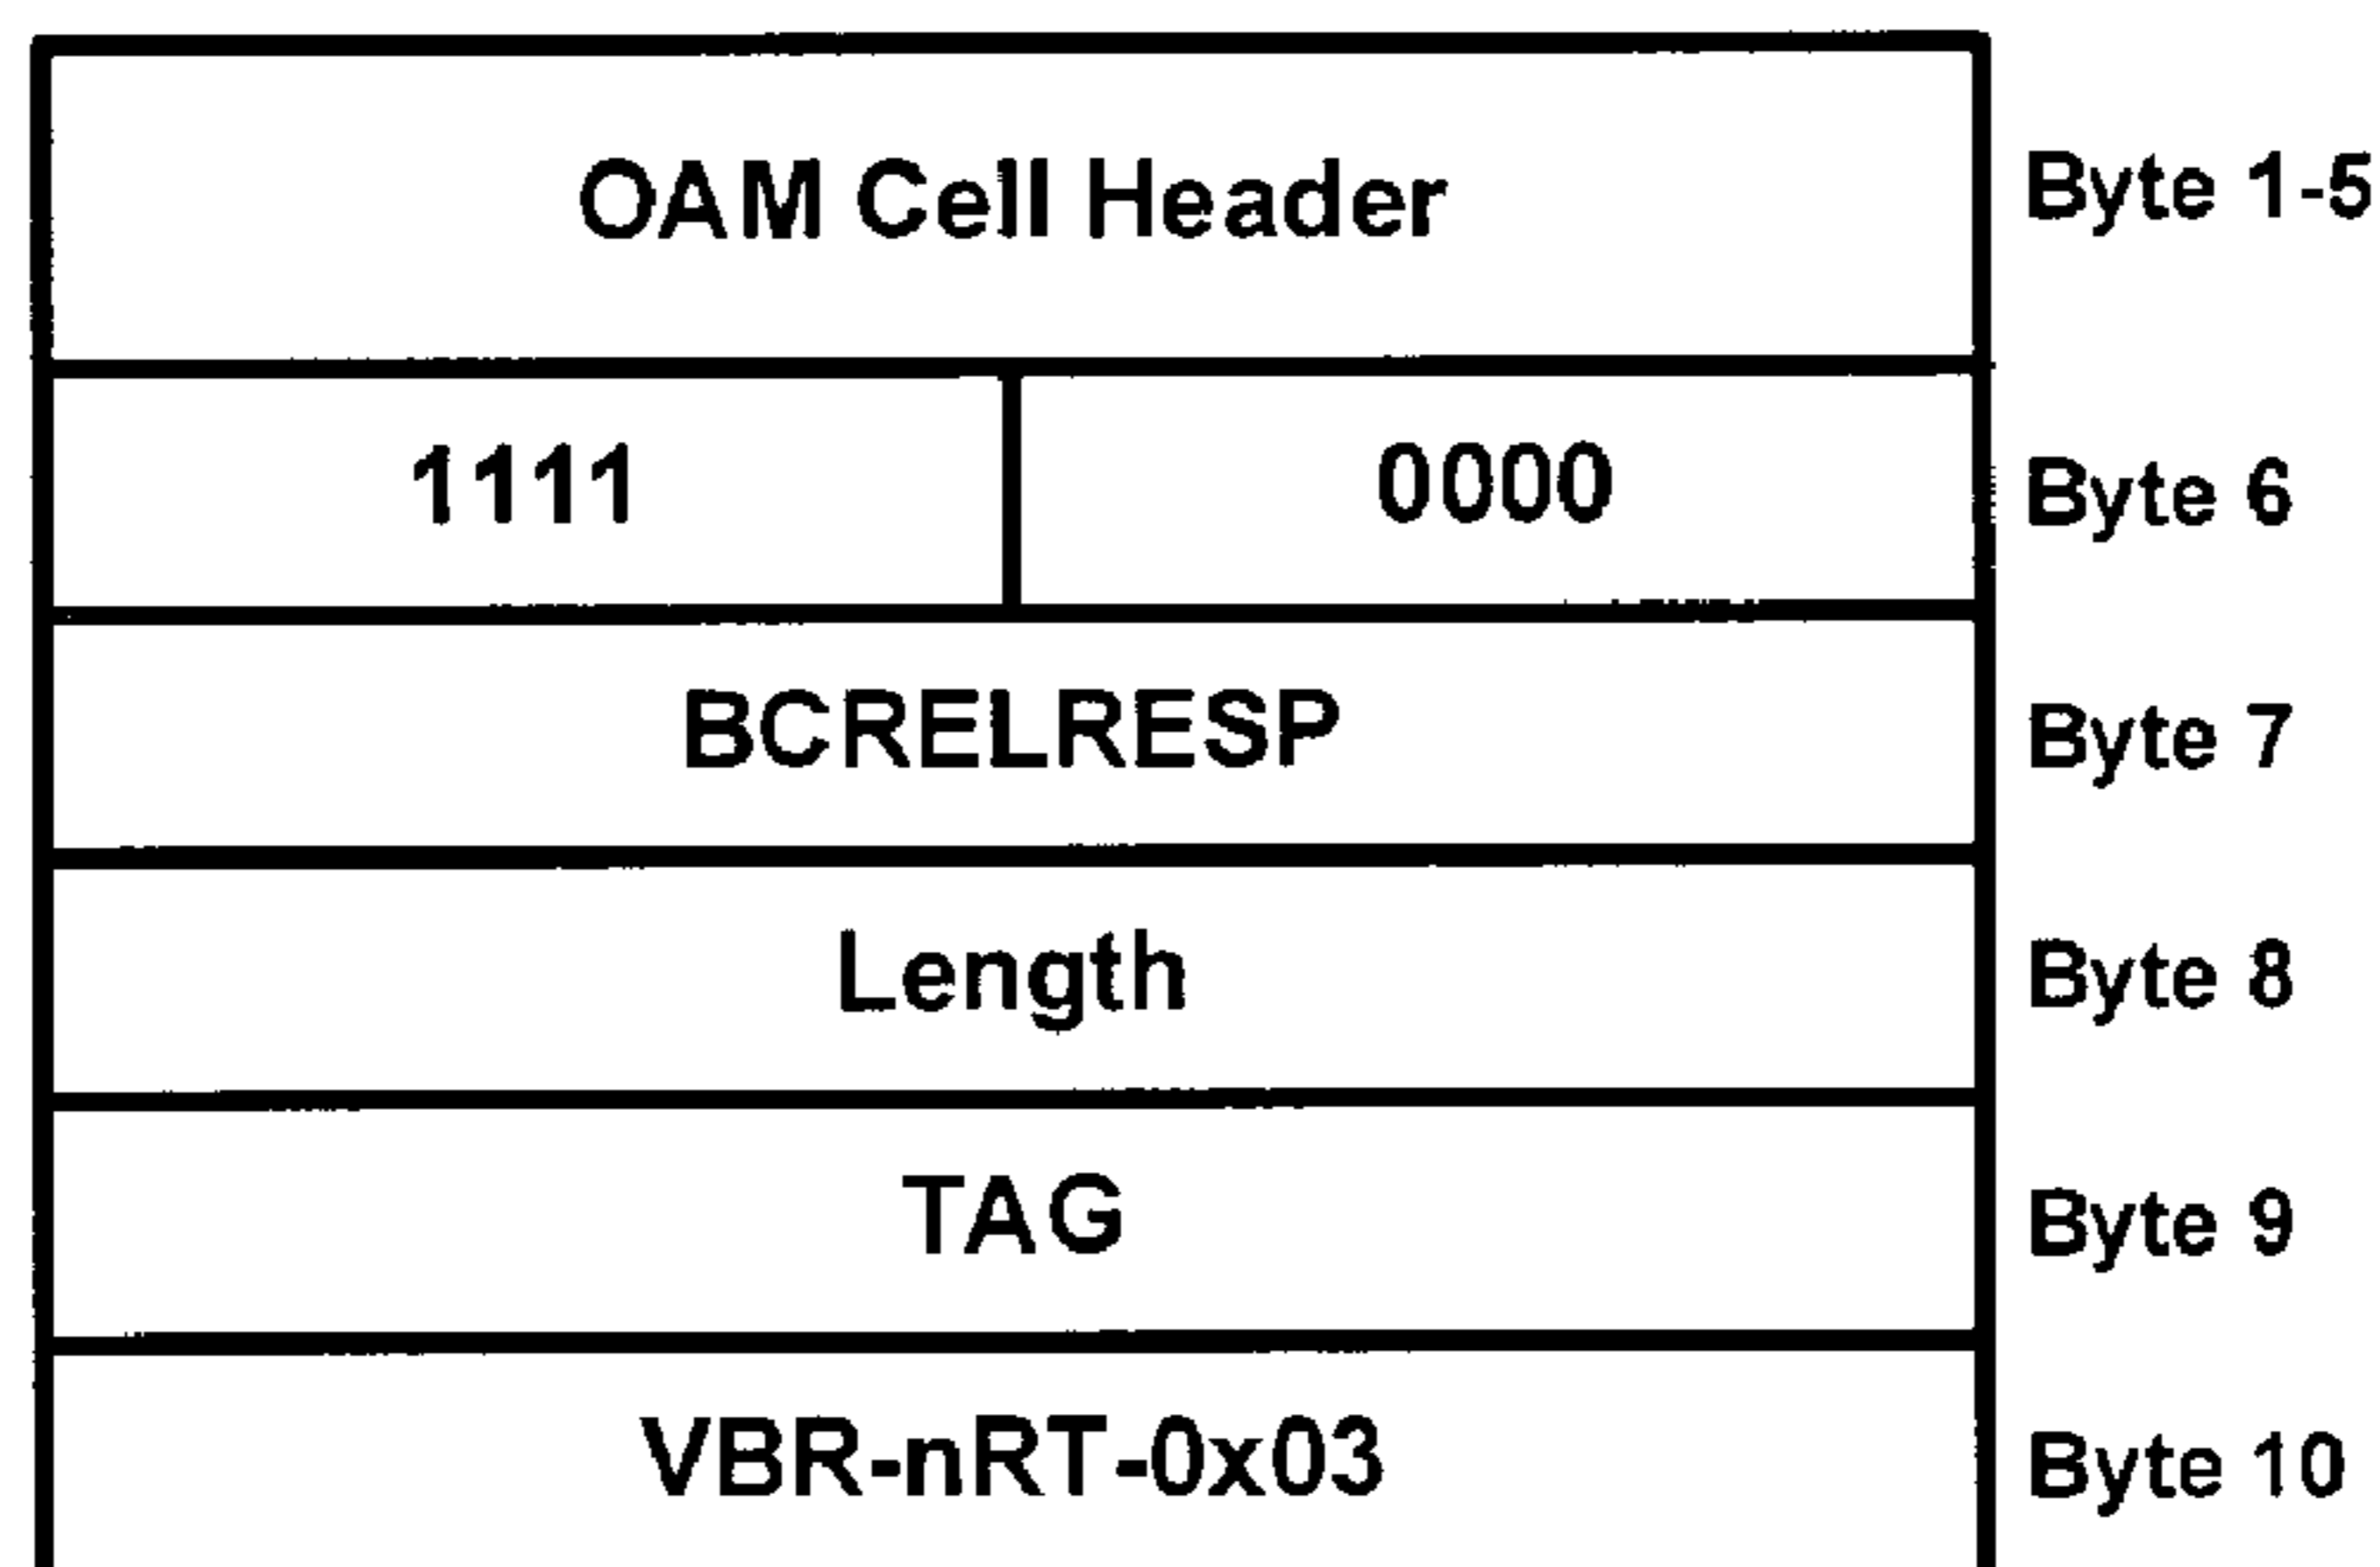 OAM Cell Header Byte 1-5
1111 0000 Byte 6
BCRELRESP Byte 7
Length Byte 8
TAG Byte 9
VBR-nRT-0x03 Byte 10